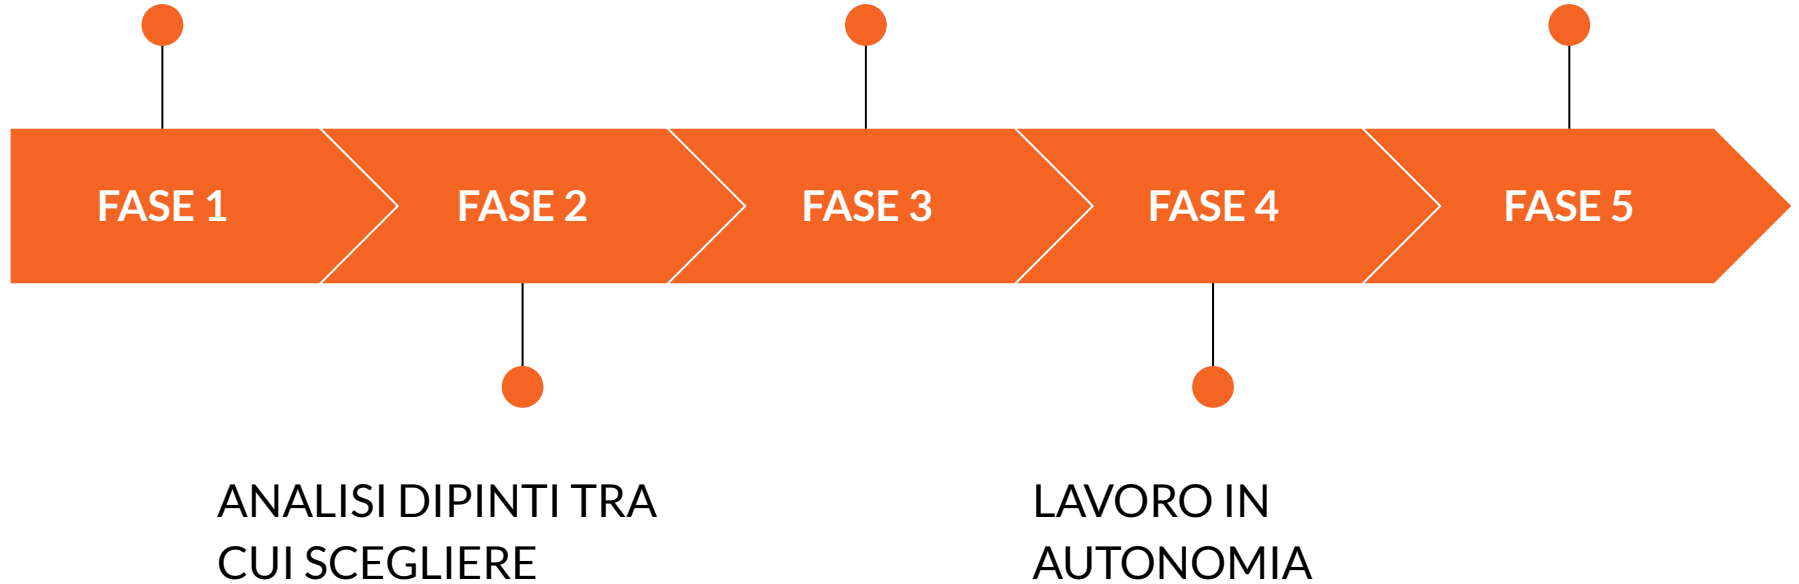 FASE 1
FASE 2
FASE 3
FASE 4
FASE 5
ANALISI DIPINTI TRA
CUI SCEGLIERE
LAVORO IN
AUTONOMIA